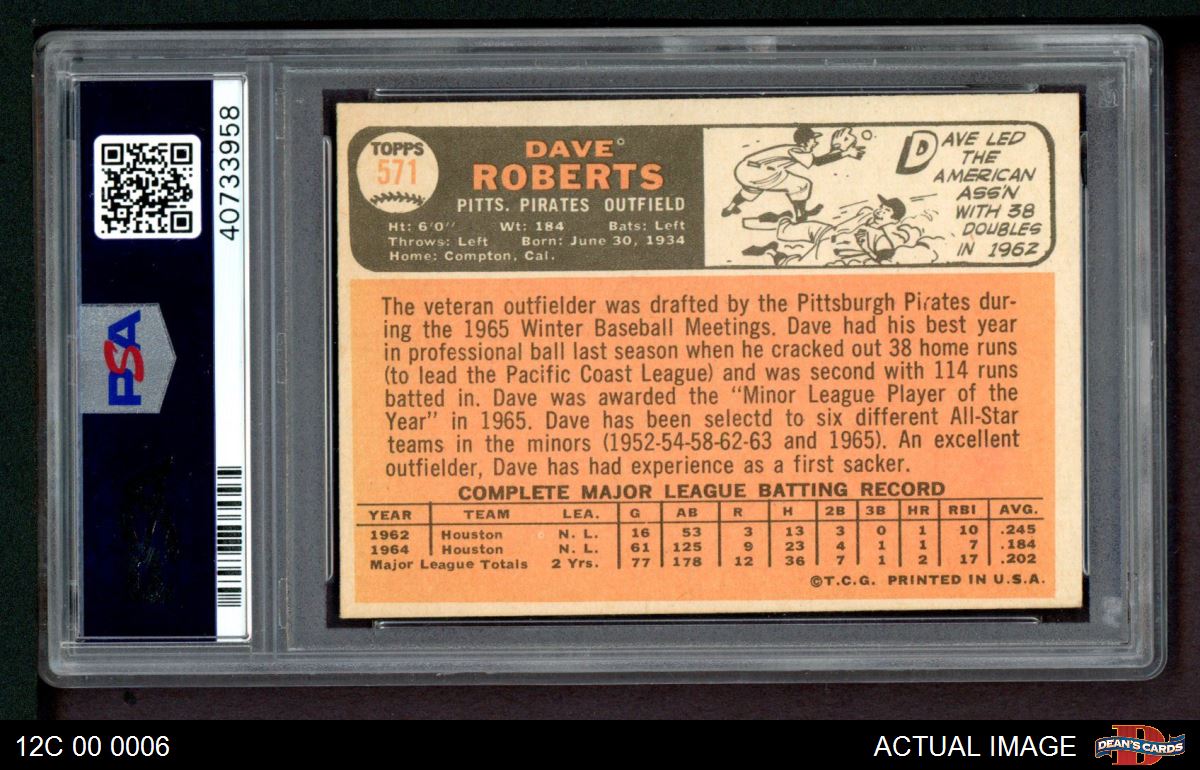 40733958
PSA
TOPPS
571
DAVE
ROBERTS
PITTS. PIRATES OUTFIELD
Ht: 6'0" Wt: 184 Bats: Left
Throws: Left Born: June 30, 1934
Home: Compton, Cal.
DAVE LED
THE
AMERICAN
ASS'N
WITH 38
DOUBLES
IN 1962
The veteran outfielder was drafted by the Pittsburgh Pirates dur-
ing the 1965 Winter Baseball Meetings. Dave had his best year
in professional ball last season when he cracked out 38 home runs
(to lead the Pacific Coast League) and was second with 114 runs
batted in. Dave was awarded the "Minor League Player of the
Year" in 1965. Dave has been selectd to six different All-Star
teams in the minors (1952-54-58-62-63 and 1965). An excellent
outfielder, Dave has had experience as a first sacker.
COMPLETE MAJOR LEAGUE BATTING RECORD
YEAR TEAM LEA. G AB R H 2B 3B HR RBI AVG.
1962 Houston N. L. 16 53 3 13 3 0 1 10 .245
1964 Houston N. L. 61 125 9 23 4 1 1 7 .184
Major League Totals 2 Yrs. 77 178 12 36 7 1 2 17 .202
©T.C.G. PRINTED IN U.S.A.
12C 00 0006
ACTUAL IMAGE
DEAN'S CARDS